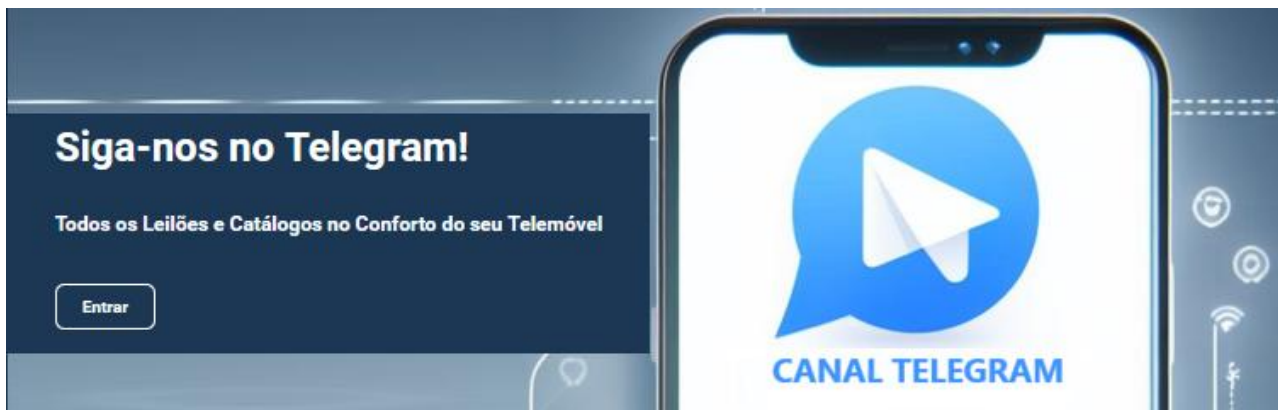 Siga-nos no Telegram!
Todos os Leilões e Catálogos no Conforto do seu Telemóvel
Entrar
CANAL TELEGRAM